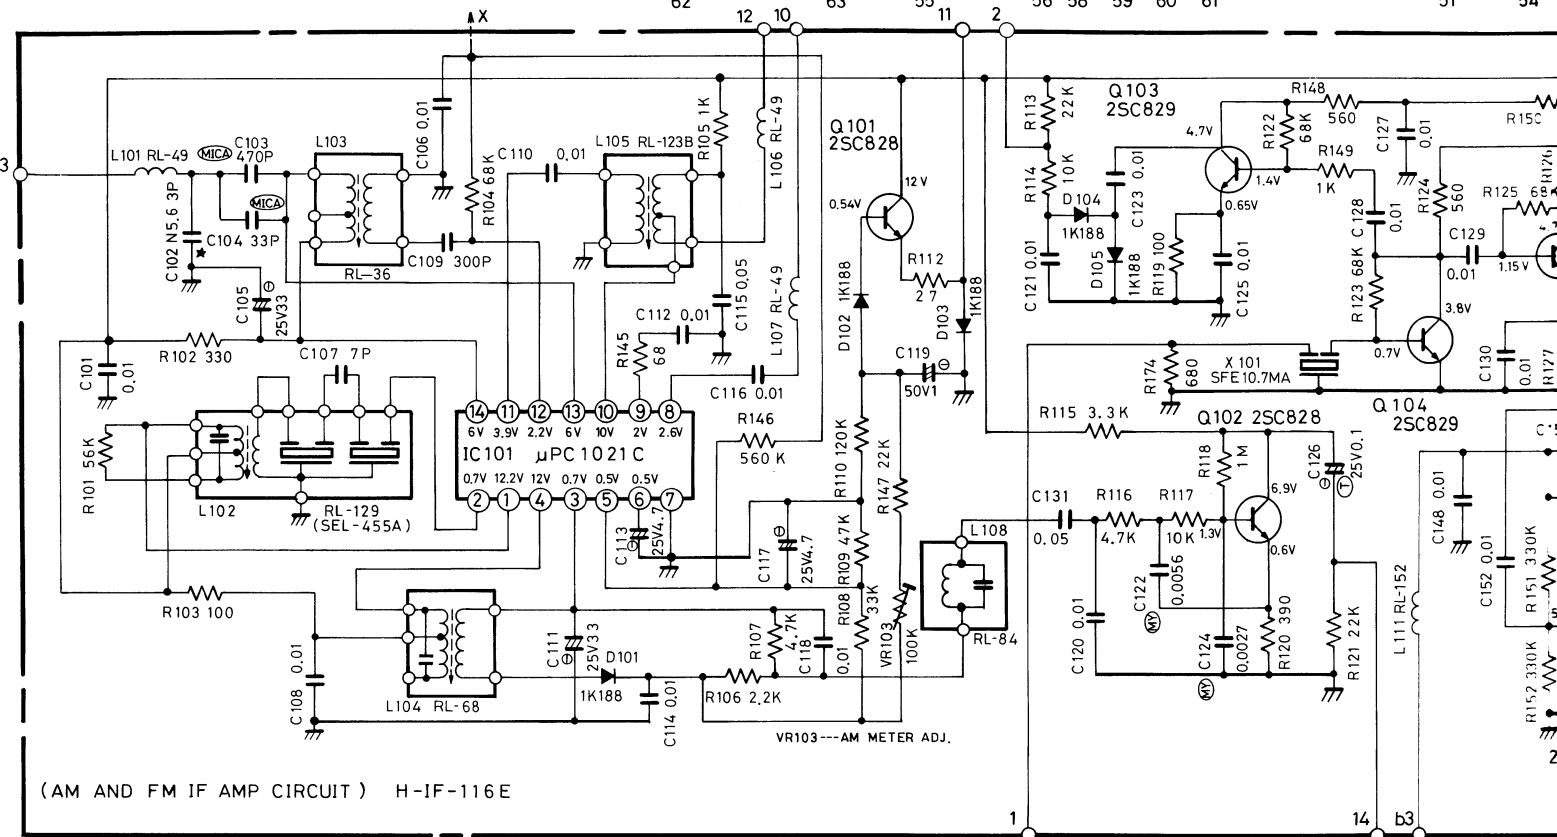 X
62
12
10
63
55
11
2
56
58
59
60
61
51
54
3
L101 RL-49
MICA
C103
470P
MICA
C104 33P
C102 N5.6 3P
★
L103
RL-36
C106 0.01
R104 68K
C109 300P
C110
0.01
L105 RL-123B
R105 1K
L106 RL-49
L107 RL-49
C115 0.05
C105
25V33
R102 330
C107 7P
C101
0.01
C112 0.01
R145
68
C116 0.01
R146
560 K
Q101
2SC828
12V
0.54V
R112
27
D102 1K188
D103
1K188
C119
50V1
R113
22K
R114
10K
D104
1K188
C121 0.01
D105
1K188
C123
0.01
Q103
2SC829
4.7V
1.4V
0.65V
R119 100
C125 0.01
R122
68K
R148
560
R149
1K
C127
0.01
C128
0.01
R124
560
R123 68K
R125
R126
C129
0.01
1.15V
3.8V
0.7V
R174
680
X101
SFE10.7MA
Q104
2SC829
C130
0.01
R127
14 11 12 13 10 9 8
6V 3.9V 2.2V 6V 10V 2V 2.6V
IC101 μPC1021C
0.7V 12.2V 12V 0.7V 0.5V 0.5V
2 1 4 3 5 6 7
R101 56K
L102
RL-129
(SEL-455A)
R103 100
C108 0.01
L104 RL-68
C111
25V33
C113
25V4.7
C117
25V4.7
D101
1K188
C114 0.01
R106 2.2K
R107
4.7K
C118
0.01
R110 120K
R109 47K
R108
33K
R147 22K
VR103
100K
VR103---AM METER ADJ.
L108
RL-84
R115 3.3K
Q102 2SC828
R118
1M
6.9V
1.3V
0.6V
C126
25V0.1
C131
0.05
R116
4.7K
R117
10K
C122
0.0056
MY
C120 0.01
C124
0.0027
MY
R120 390
R121 22K
L111 RL-152
C148 0.01
C152 0.01
R151 330K
R152 330K
(AM AND FM IF AMP CIRCUIT) H-IF-116E
1
14
b3